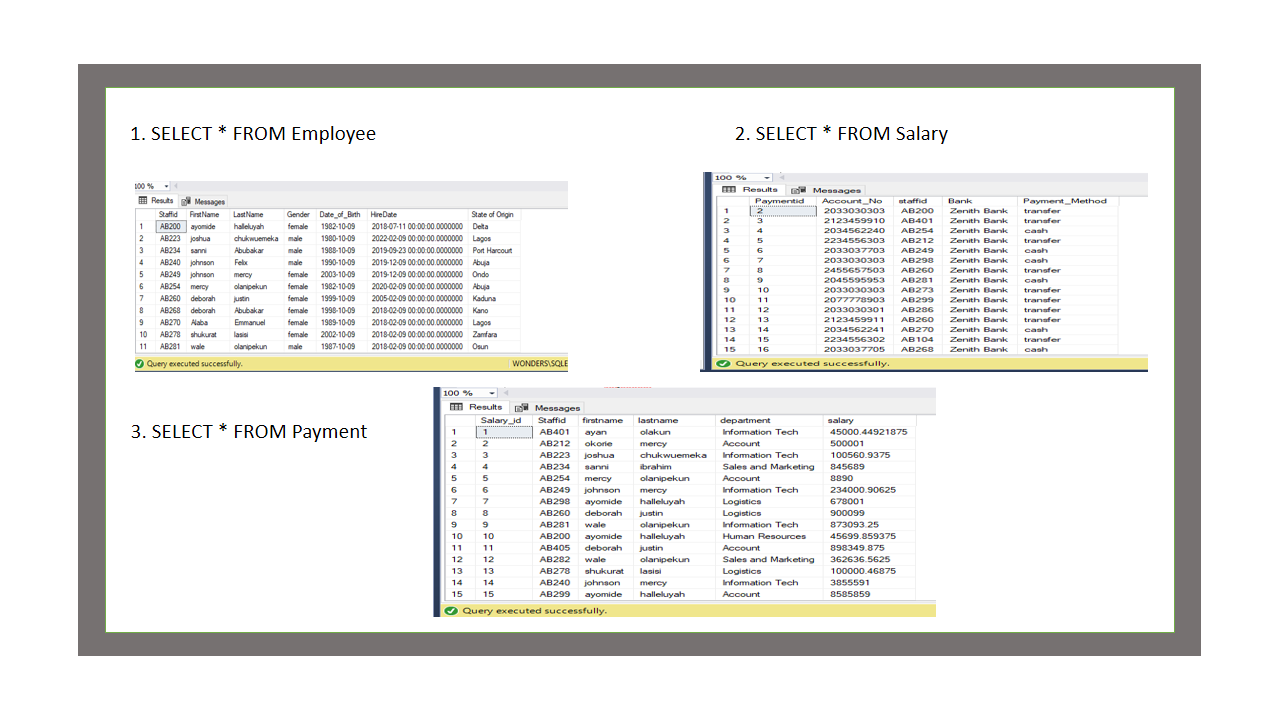 1. SELECT * FROM Employee
100 %
Results Messages
Staffid FirstName LastName Gender Date_of_Birth HireDate State of Origin
1 AB200 ayomide halleluyah female 1982-10-09 2018-07-11 00:00:00.0000000 Delta
2 AB223 joshua chukwuemeka male 1980-10-09 2022-02-09 00:00:00.0000000 Lagos
3 AB234 sanni Abubakar male 1988-10-09 2019-09-23 00:00:00.0000000 Port Harcourt
4 AB240 johnson Felix male 1990-10-09 2019-12-09 00:00:00.0000000 Abuja
5 AB249 johnson mercy female 2003-10-09 2019-12-09 00:00:00.0000000 Ondo
6 AB254 mercy olanipekun female 1982-10-09 2020-02-09 00:00:00.0000000 Abuja
7 AB260 deborah justin female 1999-10-09 2005-02-09 00:00:00.0000000 Kaduna
8 AB268 deborah Abubakar female 1998-10-09 2018-02-09 00:00:00.0000000 Kano
9 AB270 Alaba Emmanuel female 1989-10-09 2018-02-09 00:00:00.0000000 Lagos
10 AB278 shukurat lasisi female 2002-10-09 2018-02-09 00:00:00.0000000 Zamfara
11 AB281 wale olanipekun male 1987-10-09 2018-02-09 00:00:00.0000000 Osun
Query executed successfully. WONDERS\SQLE
2. SELECT * FROM Salary
100 %
Results Messages
Paymentid Account_No staffid Bank Payment_Method
1 2 2033030303 AB200 Zenith Bank transfer
2 3 2123459910 AB401 Zenith Bank transfer
3 4 2034562240 AB254 Zenith Bank cash
4 5 2234556303 AB212 Zenith Bank transfer
5 6 2033037703 AB249 Zenith Bank cash
6 7 2033030303 AB298 Zenith Bank cash
7 8 2455657503 AB260 Zenith Bank transfer
8 9 2045595953 AB281 Zenith Bank cash
9 10 2033030303 AB273 Zenith Bank transfer
10 11 2077778903 AB299 Zenith Bank transfer
11 12 2033030301 AB286 Zenith Bank transfer
12 13 2123459911 AB260 Zenith Bank transfer
13 14 2034562241 AB270 Zenith Bank cash
14 15 2234556302 AB104 Zenith Bank transfer
15 16 2033037705 AB268 Zenith Bank cash
Query executed successfully.
3. SELECT * FROM Payment
100 %
Results Messages
Salary_id Staffid firstname lastname department salary
1 1 AB401 ayan olakun Information Tech 45000.44921875
2 2 AB212 okorie mercy Account 500001
3 3 AB223 joshua chukwuemeka Information Tech 100560.9375
4 4 AB234 sanni ibrahim Sales and Marketing 845689
5 5 AB254 mercy olanipekun Account 8890
6 6 AB249 johnson mercy Information Tech 234000.90625
7 7 AB298 ayomide halleluyah Logistics 678001
8 8 AB260 deborah justin Logistics 900099
9 9 AB281 wale olanipekun Information Tech 873093.25
10 10 AB200 ayomide halleluyah Human Resources 45699.859375
11 11 AB405 deborah justin Account 898349.875
12 12 AB282 wale olanipekun Sales and Marketing 362636.5625
13 13 AB278 shukurat lasisi Logistics 100000.46875
14 14 AB240 johnson mercy Information Tech 3855591
15 15 AB299 ayomide halleluyah Account 8585859
Query executed successfully.